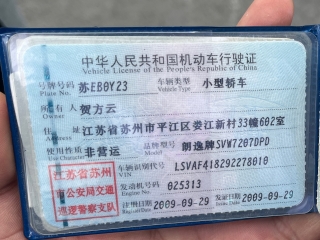 中华人民共和国机动车行驶证
Vehicle License of the People's Republic of China
号牌号码 苏EB0Y23 车辆类型 小型轿车
Plate No. Vehicle Type
所有人 贺方云
Owner
住址 江苏省苏州市平江区娄江新村33幢602室
Address
使用性质 非营运 品牌型号 朗逸牌SVW7207DPD
Use Character Model
江苏省苏州市公安局交通巡逻警察支队
车辆识别代号 LSVAF418292278010
VIN
发动机号码 025313
Engine No.
注册日期 2009-09-29 发证日期 2009-09-29
Register Date Issue Date